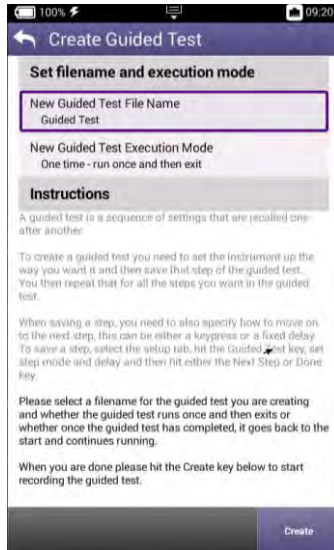 100% 09:20
Create Guided Test
Set filename and execution mode
New Guided Test File Name
Guided Test
New Guided Test Execution Mode
One time - run once and then exit
Instructions
A guided test is a sequence of settings that are recalled one
after another
To create a guided test you need to set the instrument up the
way you want it and then save that step of the guided test.
You then repeat that for all the steps you want in the guided
test.
When saving a step, you need to also specify how to move on
to the next step, this can be either a keypress or a fixed delay.
To save a step, select the setup tab, hit the Guided Test key, set
step mode and delay and then hit either the Next Step or Done
key.
Please select a filename for the guided test you are creating
and whether the guided test runs once and then exits or
whether once the guided test has completed, it goes back to the
start and continues running.
When you are done please hit the Create key below to start
recording the guided test.
Create